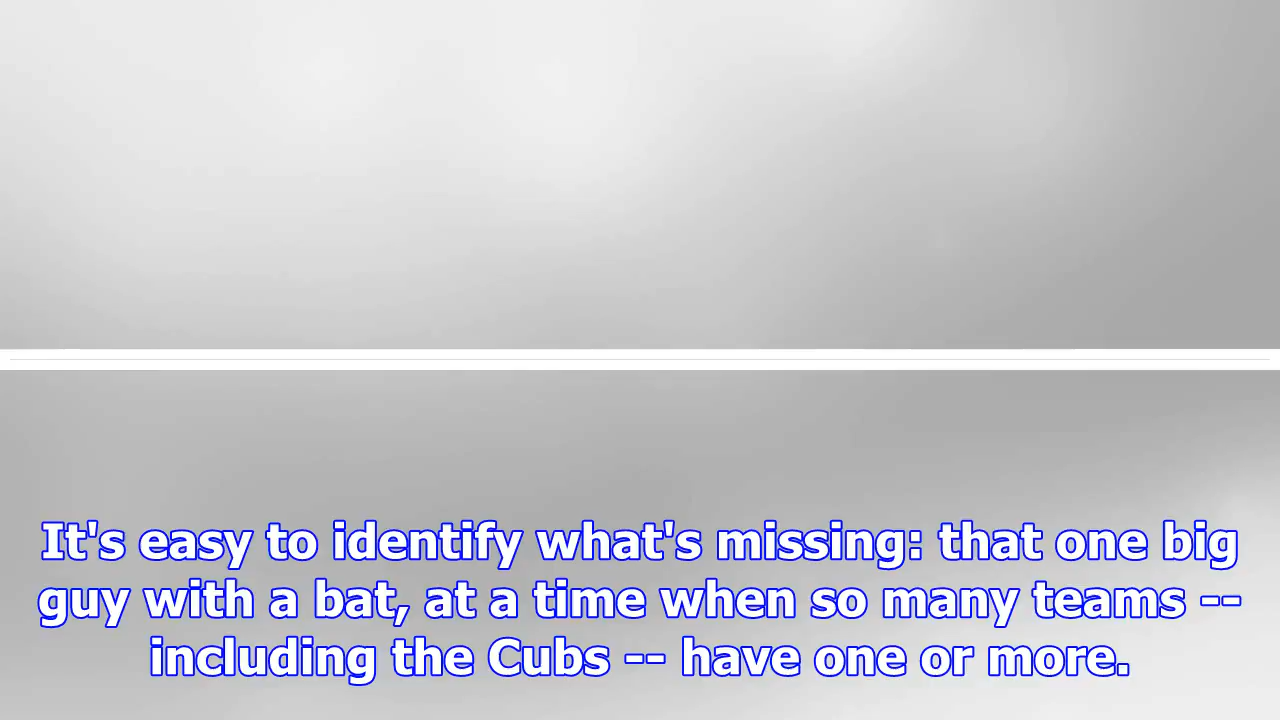 It's easy to identify what's missing: that one big
guy with a bat, at a time when so many teams --
including the Cubs -- have one or more.